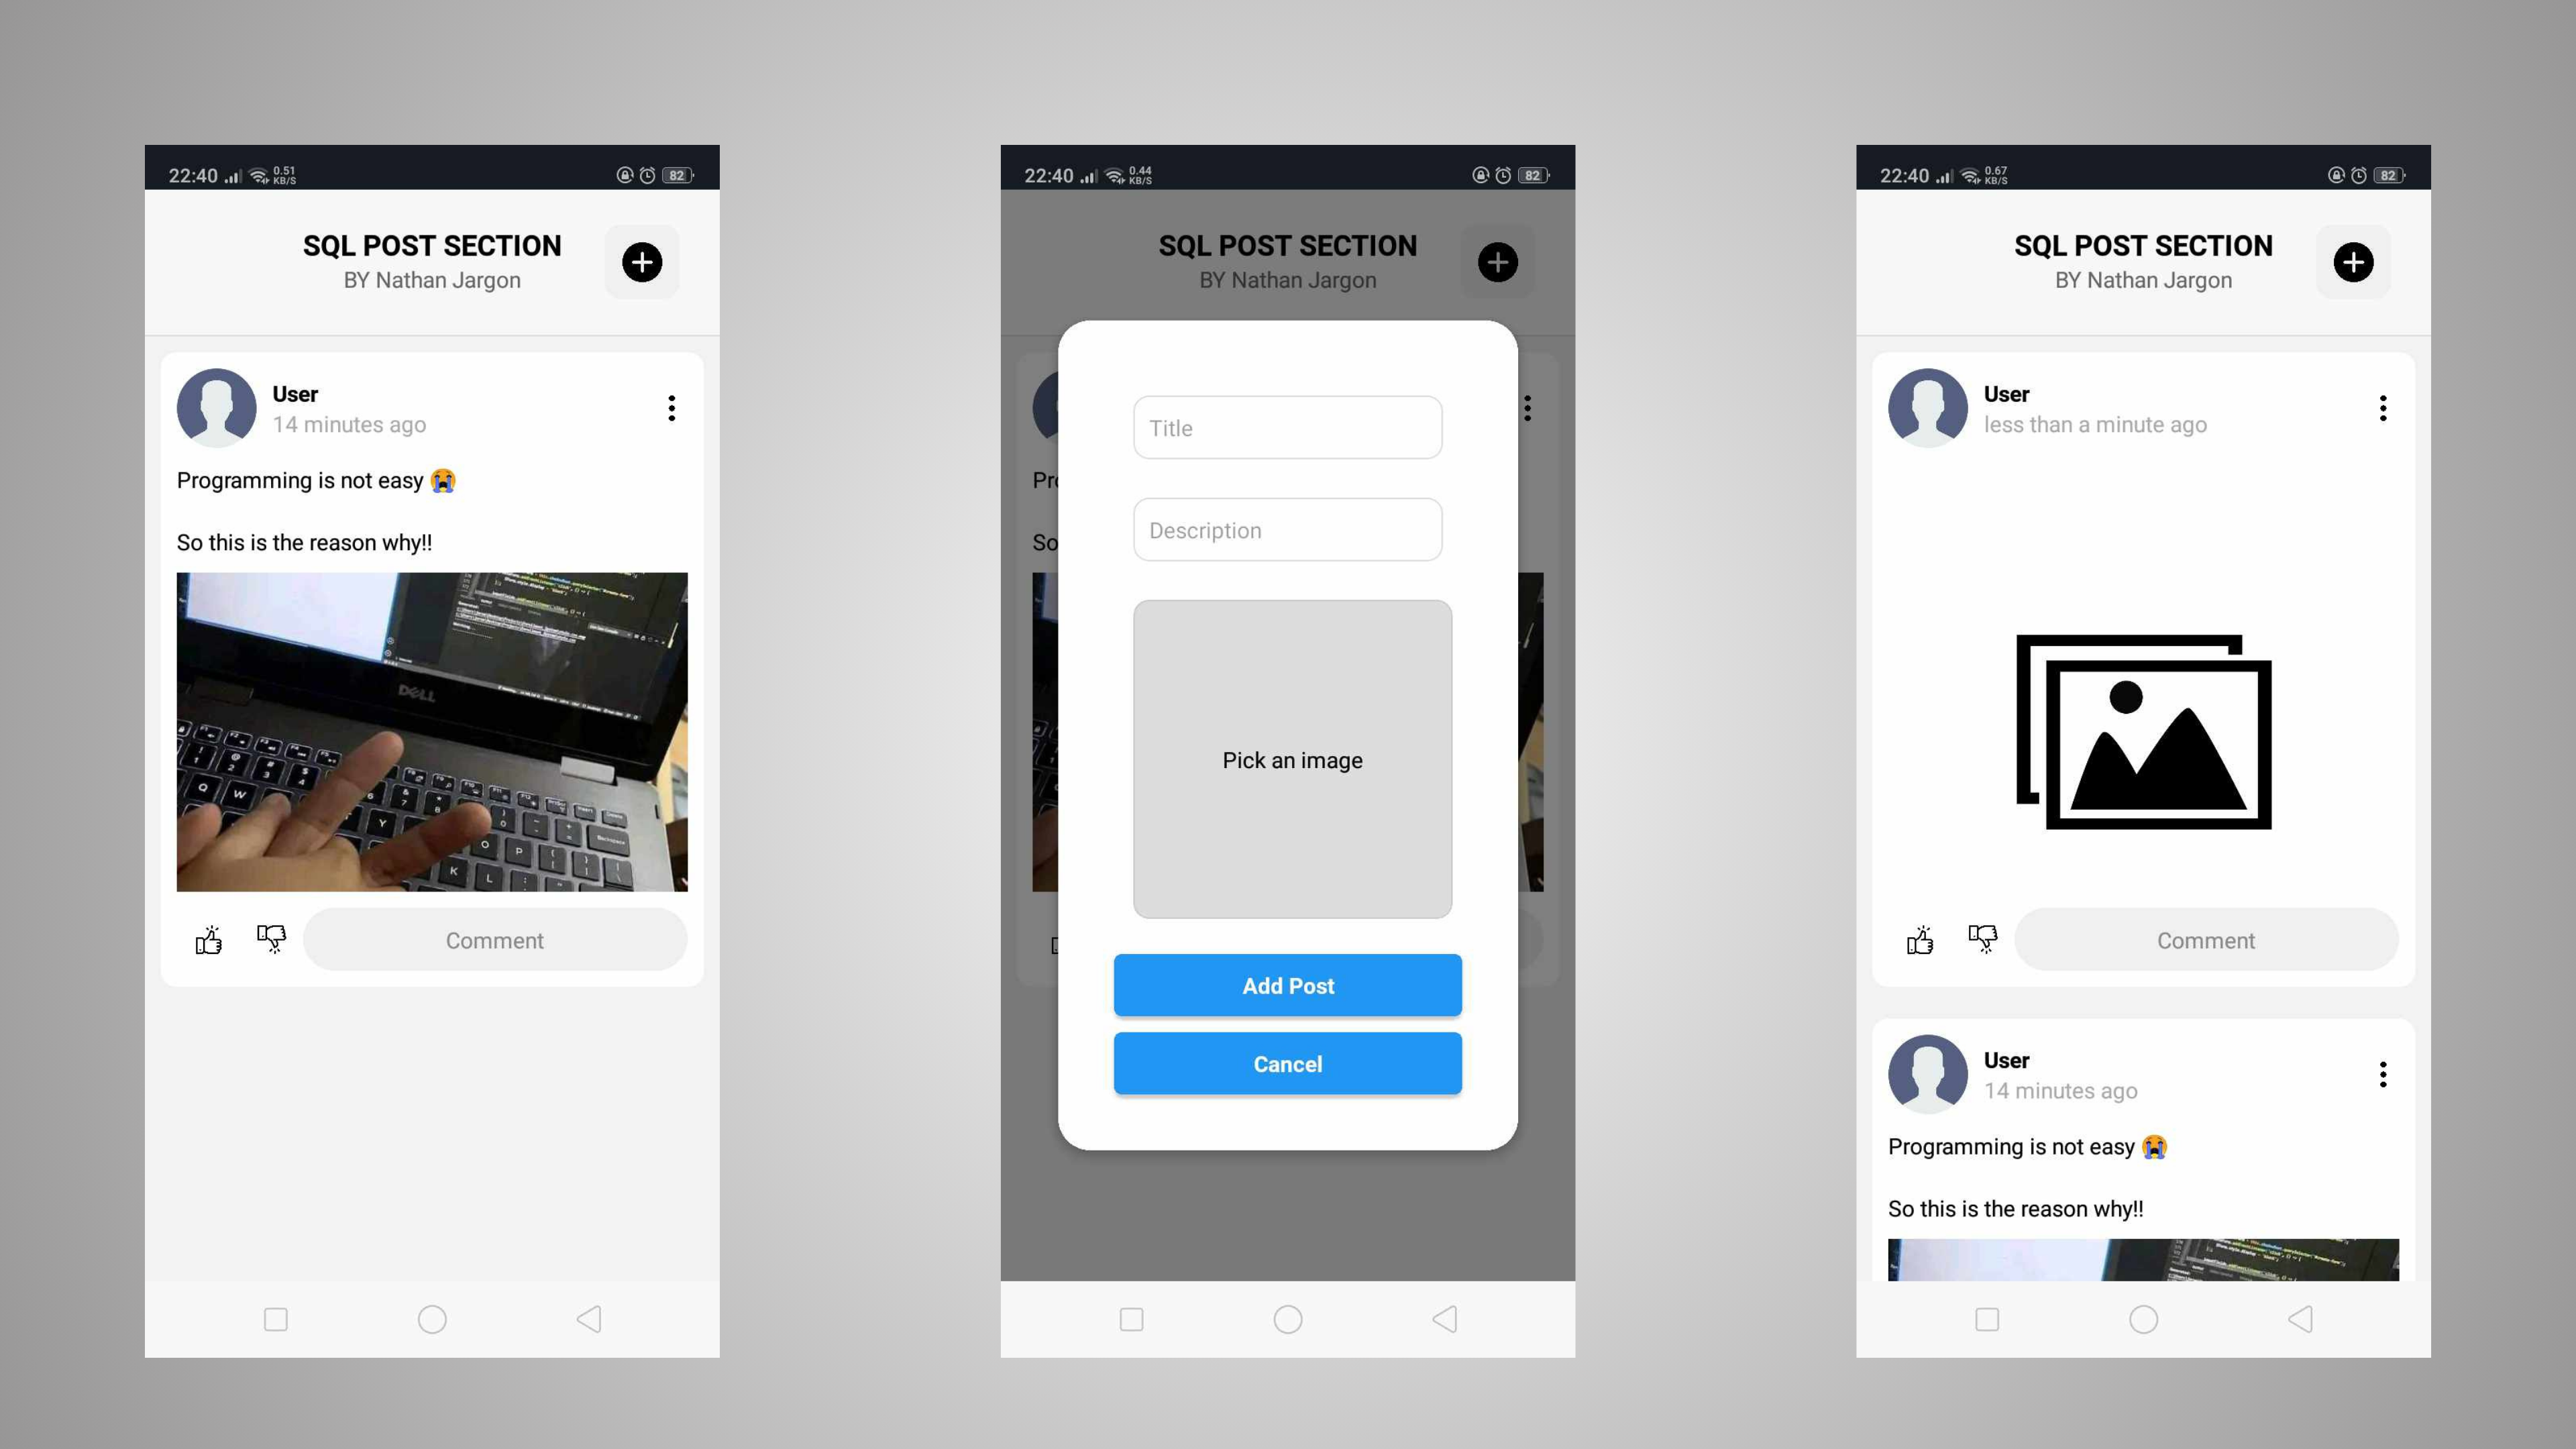 22:40
0.51
KB/S
82
SQL POST SECTION
BY Nathan Jargon
User
14 minutes ago
Programming is not easy 😭
So this is the reason why!!
DELL
Comment
22:40
0.44
KB/S
82
SQL POST SECTION
BY Nathan Jargon
Pro
So
Title
Description
Pick an image
Add Post
Cancel
22:40
0.67
KB/S
82
SQL POST SECTION
BY Nathan Jargon
User
less than a minute ago
Comment
User
14 minutes ago
Programming is not easy 😭
So this is the reason why!!